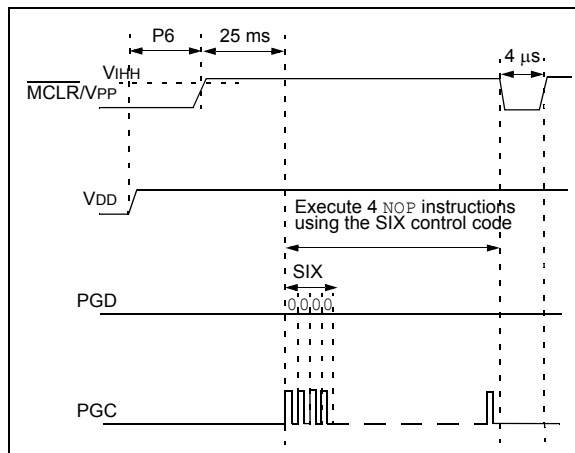 P6 25 ms
4 μs
VIHH
MCLR/VPP
VDD
Execute 4 NOP instructions
using the SIX control code
SIX
PGD
0 0 0 0
PGC